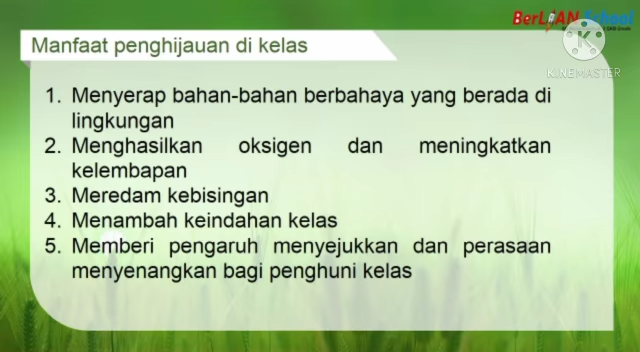 BerLIAN School
KINEMASTER
Manfaat penghijauan di kelas
1. Menyerap bahan-bahan berbahaya yang berada di
lingkungan
2. Menghasilkan oksigen dan meningkatkan
kelembapan
3. Meredam kebisingan
4. Menambah keindahan kelas
5. Memberi pengaruh menyejukkan dan perasaan
menyenangkan bagi penghuni kelas